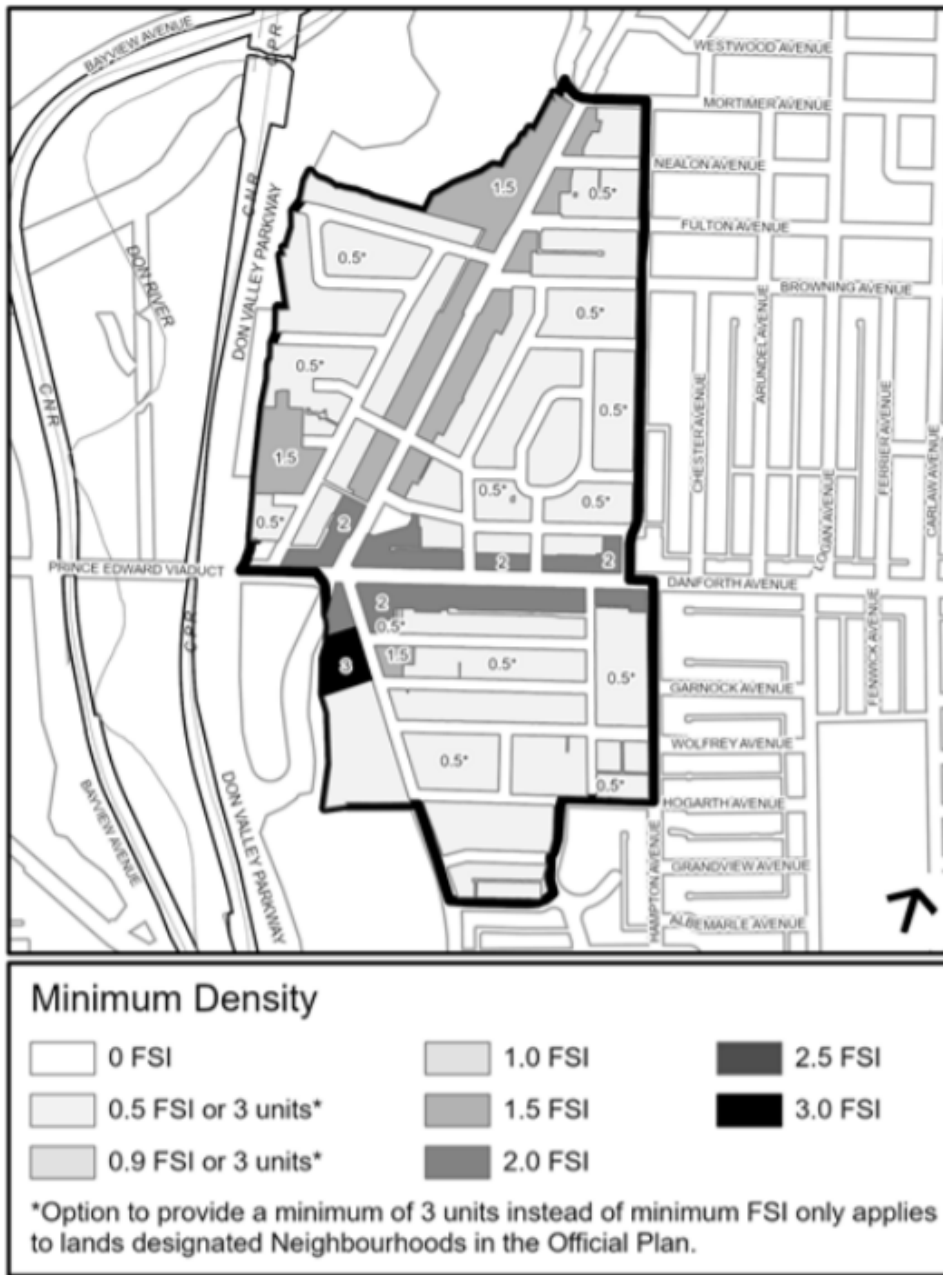 BAYVIEW AVENUE
C P R
WESTWOOD AVENUE
MORTIMER AVENUE
NEALON AVENUE
1.5
0.5*
C N R
FULTON AVENUE
DON RIVER
DON VALLEY PARKWAY
0.5*
BROWNING AVENUE
0.5*
0.5*
0.5*
CHESTER AVENUE
ARUNDEL AVENUE
LOGAN AVENUE
FERRIER AVENUE
CARLAW AVENUE
C N R
1.5
0.5*
0.5*
0.5*
2
2
2
PRINCE EDWARD VIADUCT
DANFORTH AVENUE
2
0.5*
C P R
3
1.5
0.5*
0.5*
GARNOCK AVENUE
FENWICK AVENUE
WOLFREY AVENUE
0.5*
0.5*
HOGARTH AVENUE
BAYVIEW AVENUE
DON VALLEY PARKWAY
HAMPTON AVENUE
GRANDVIEW AVENUE
ALBEMARLE AVENUE
Minimum Density
0 FSI
1.0 FSI
2.5 FSI
0.5 FSI or 3 units*
1.5 FSI
3.0 FSI
0.9 FSI or 3 units*
2.0 FSI
*Option to provide a minimum of 3 units instead of minimum FSI only applies
to lands designated Neighbourhoods in the Official Plan.